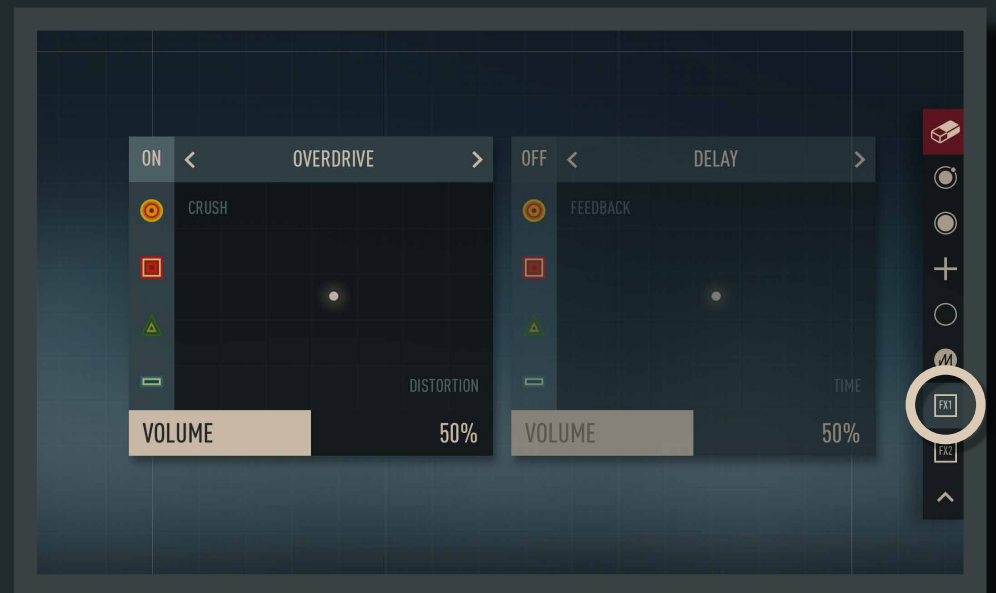 ON
OVERDRIVE
CRUSH
DISTORTION
VOLUME 50%
OFF
DELAY
FEEDBACK
TIME
VOLUME 50%
FX1
FX2